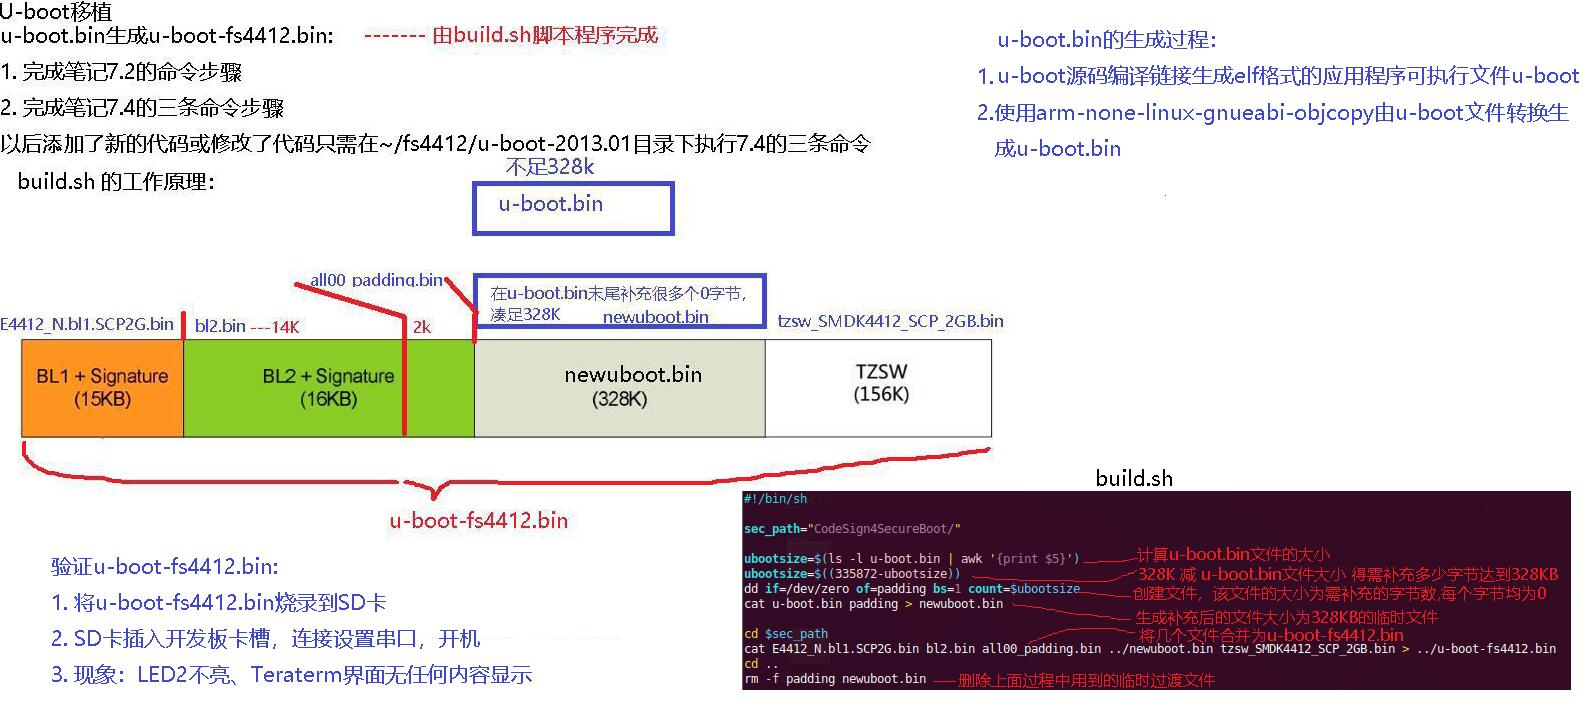 U-boot移植
u-boot.bin生成u-boot-fs4412.bin: ------- 由build.sh脚本程序完成
1. 完成笔记7.2的命令步骤
2. 完成笔记7.4的三条命令步骤
以后添加了新的代码或修改了代码只需在~/fs4412/u-boot-2013.01目录下执行7.4的三条命令
build.sh 的工作原理：
u-boot.bin的生成过程：
1. u-boot源码编译链接生成elf格式的应用程序可执行文件u-boot
2.使用arm-none-linux-gnueabi-objcopy由u-boot文件转换生
成u-boot.bin
不足328k
u-boot.bin
all00_padding.bin
在u-boot.bin末尾补充很多个0字节，
凑足328K newuboot.bin
E4412_N.bl1.SCP2G.bin
bl2.bin ---14K
2k
tzsw_SMDK4412_SCP_2GB.bin
BL1 + Signature
(15KB)
BL2 + Signature
(16KB)
newuboot.bin
(328K)
TZSW
(156K)
u-boot-fs4412.bin
验证u-boot-fs4412.bin:
1. 将u-boot-fs4412.bin烧录到SD卡
2. SD卡插入开发板卡槽，连接设置串口，开机
3. 现象：LED2不亮、Teraterm界面无任何内容显示
build.sh
#!/bin/sh
sec_path="CodeSign4SecureBoot/"
ubootsize=$(ls -l u-boot.bin | awk '{print $5}') 计算u-boot.bin文件的大小
ubootsize=$((335872-ubootsize)) 328K 减 u-boot.bin文件大小 得需补充多少字节达到328KB
dd if=/dev/zero of=padding bs=1 count=$ubootsize 创建文件，该文件的大小为需补充的字节数,每个字节均为0
cat u-boot.bin padding > newuboot.bin 生成补充后的文件大小为328KB的临时文件
cd $sec_path 将几个文件合并为u-boot-fs4412.bin
cat E4412_N.bl1.SCP2G.bin bl2.bin all00_padding.bin ../newuboot.bin tzsw_SMDK4412_SCP_2GB.bin > ../u-boot-fs4412.bin
cd ..
rm -f padding newuboot.bin 删除上面过程中用到的临时过渡文件